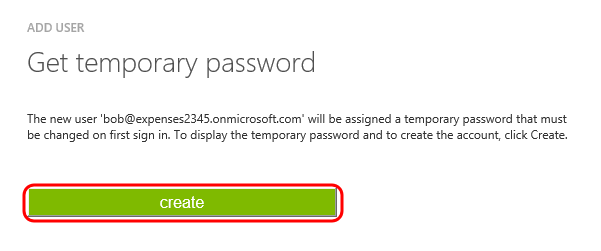 ADD USER
Get temporary password
The new user 'bob@expenses2345.onmicrosoft.com' will be assigned a temporary password that must
be changed on first sign in. To display the temporary password and to create the account, click Create.
create